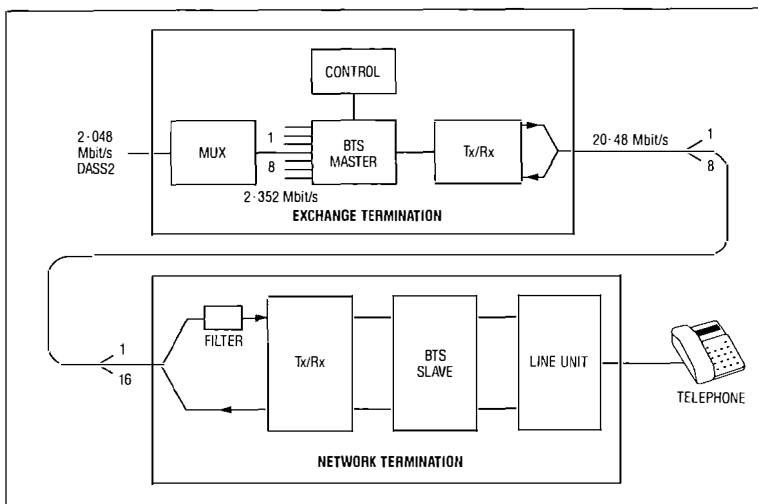 CONTROL
2·048
Mbit/s
DASS2
MUX
1
8
2·352 Mbit/s
BTS
MASTER
Tx/Rx
20·48 Mbit/s
1
8
EXCHANGE TERMINATION
1
16
FILTER
Tx/Rx
BTS
SLAVE
LINE UNIT
TELEPHONE
NETWORK TERMINATION